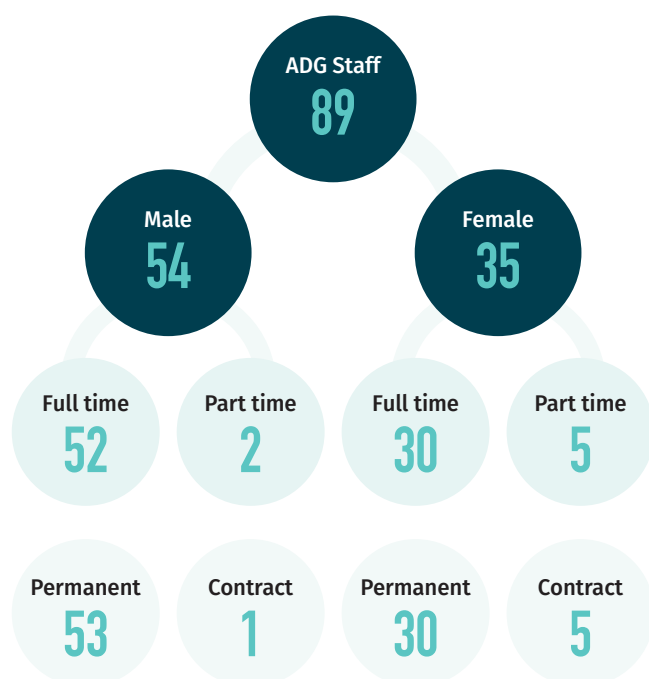 ADG Staff
89
Male
54
Female
35
Full time
52
Part time
2
Full time
30
Part time
5
Permanent
53
Contract
1
Permanent
30
Contract
5